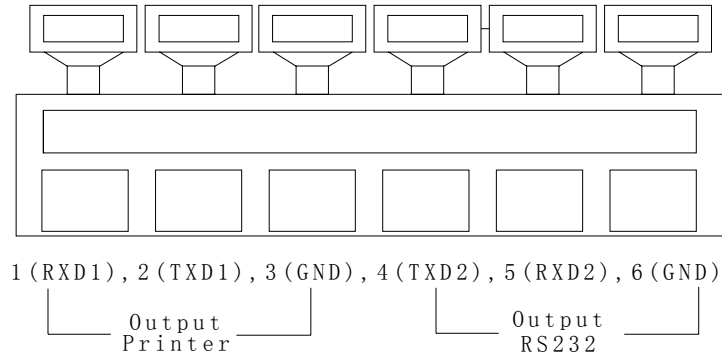 1(RXD1),2(TXD1),3(GND),4(TXD2),5(RXD2),6(GND)
Output
Printer
Output
RS232